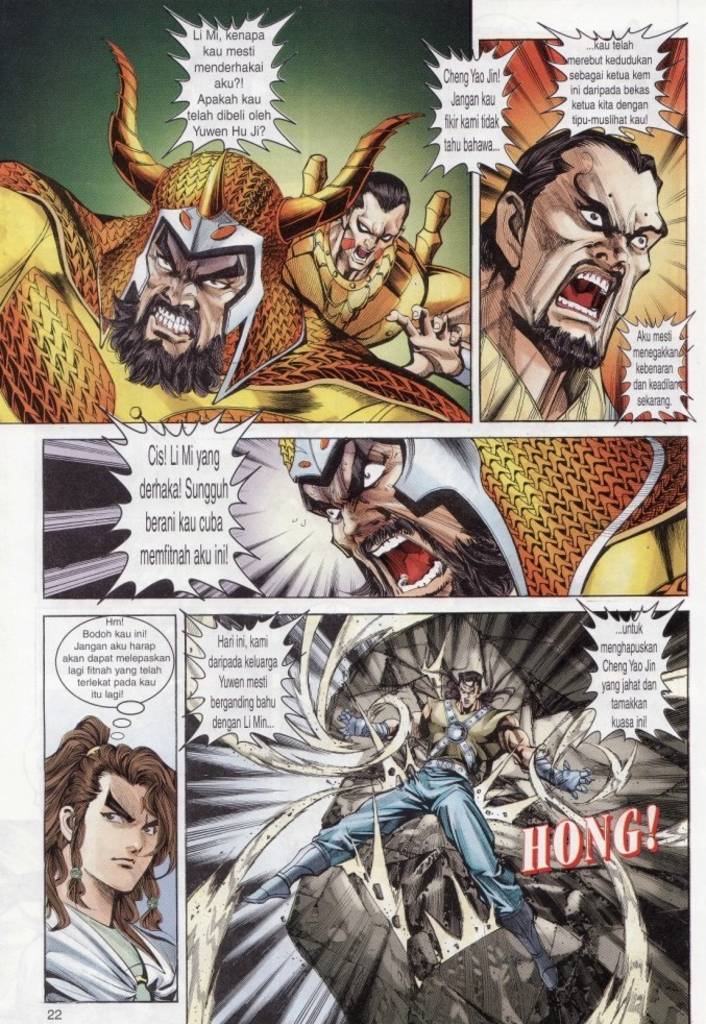 Li Mi, kenapa
kau mesti
menderhakai
aku?!
Apakah kau
telah dibeli oleh
Yuwen Hu Ji?
Cheng Yao Jin!
Jangan kau
fikir kami tidak
tahu bahawa...
...kau telah
merebut kedudukan
sebagai ketua kem
ini daripada bekas
ketua kita dengan
tipu-muslihat kau!
Aku mesti
menegakkan
kebenaran
dan keadilan
sekarang.
Cis! Li Mi yang
derhaka! Sungguh
berani kau cuba
memfitnah aku ini!
Hm!
Bodoh kau ini!
Jangan aku harap
akan dapat melepaskan
lagi fitnah yang telah
terlekat pada kau
itu lagi!
Hari ini, kami
daripada keluarga
Yuwen mesti
berganding bahu
dengan Li Min...
...untuk
menghapuskan
Cheng Yao Jin
yang jahat dan
tamakkan
kuasa ini!
HONG!
22